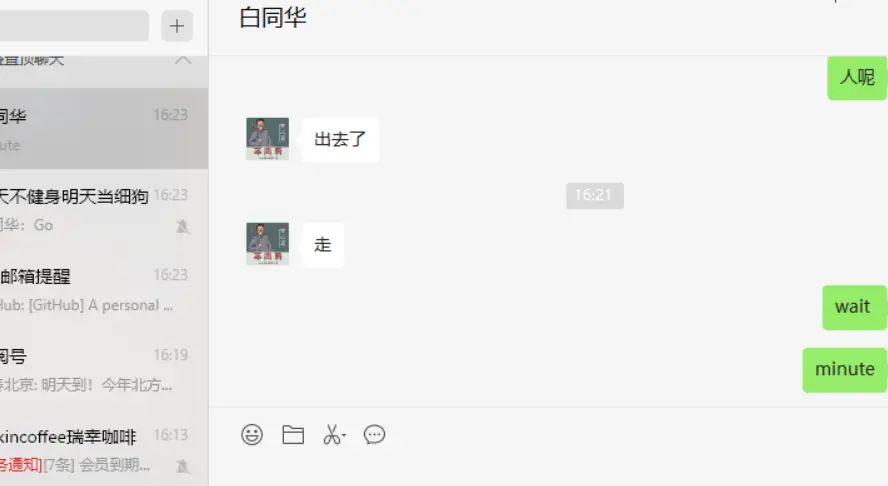 白同华
置顶聊天
同华
16:23
ute
天不健身明天当细狗
16:23
同华: Go
邮箱提醒
16:23
Hub: [GitHub] A personal ...
阅号
16:19
北京: 明天到！今年北方...
kincoffee瑞幸咖啡
16:13
务通知][7条] 会员到期...
人呢
出去了
16:21
走
wait
minute